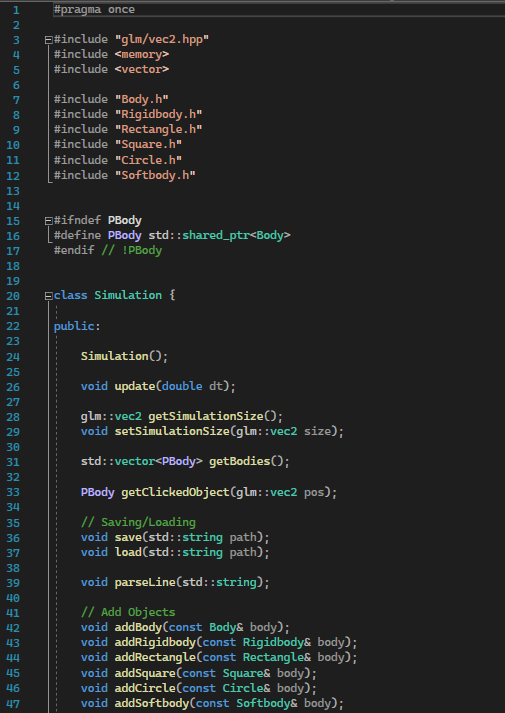 1 #pragma once
2
3 #include "glm/vec2.hpp"
4 #include <memory>
5 #include <vector>
6
7 #include "Body.h"
8 #include "Rigidbody.h"
9 #include "Rectangle.h"
10 #include "Square.h"
11 #include "Circle.h"
12 #include "Softbody.h"
13
14
15 #ifndef PBody
16 #define PBody std::shared_ptr<Body>
17 #endif // !PBody
18
19
20 class Simulation {
21
22 public:
23
24     Simulation();
25
26     void update(double dt);
27
28     glm::vec2 getSimulationSize();
29     void setSimulationSize(glm::vec2 size);
30
31     std::vector<PBody> getBodies();
32
33     PBody getClickedObject(glm::vec2 pos);
34
35     // Saving/Loading
36     void save(std::string path);
37     void load(std::string path);
38
39     void parseLine(std::string);
40
41     // Add Objects
42     void addBody(const Body& body);
43     void addRigidbody(const Rigidbody& body);
44     void addRectangle(const Rectangle& body);
45     void addSquare(const Square& body);
46     void addCircle(const Circle& body);
47     void addSoftbody(const Softbody& body);